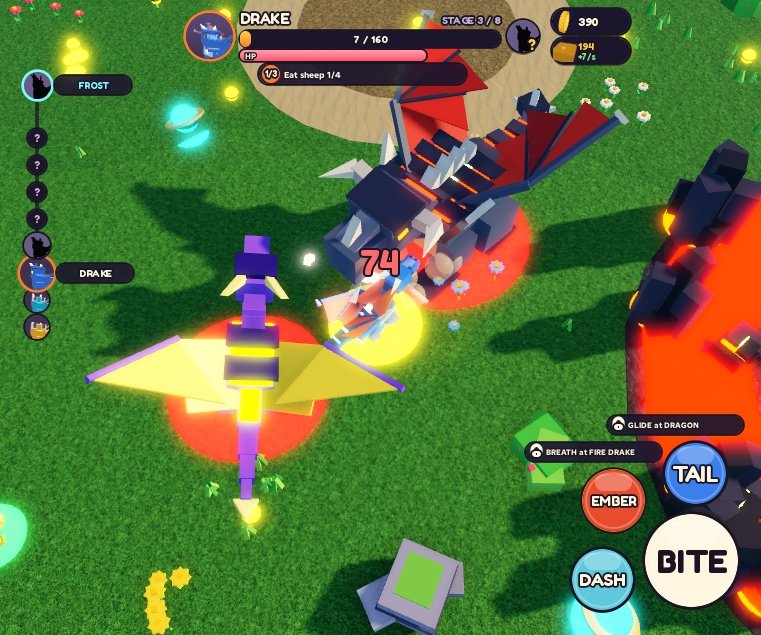 DRAKE
STAGE 3 / 8
7 / 160
HP
1/3 Eat sheep 1/4
?
390
194
+7/s
FROST
?
?
?
?
DRAKE
74
GLIDE at DRAGON
BREATH at FIRE DRAKE
TAIL
EMBER
BITE
DASH